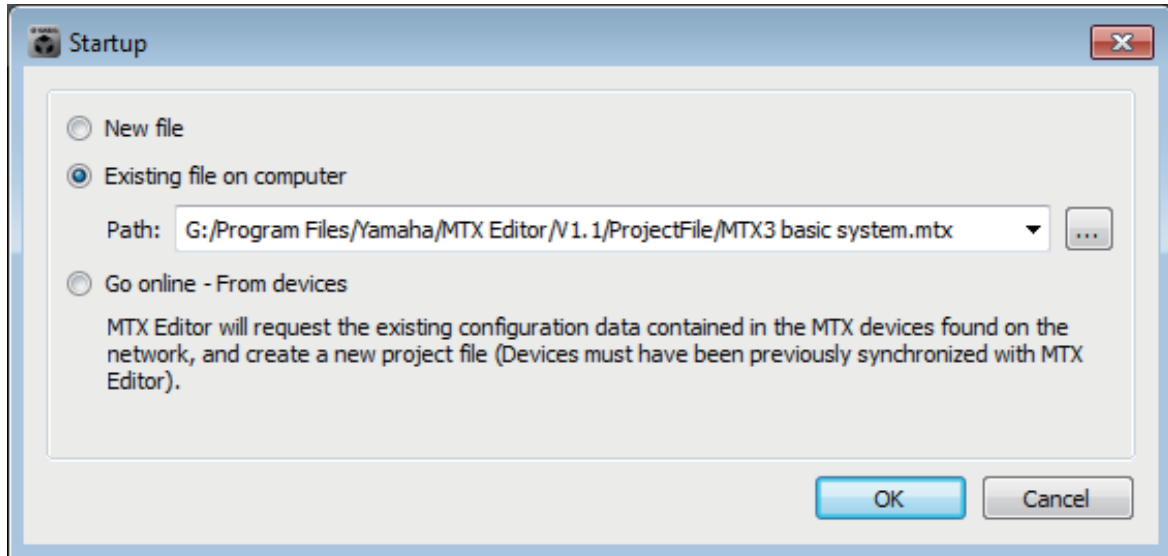 Startup
New file
Existing file on computer
Path: G:/Program Files/Yamaha/MTX Editor/V1.1/ProjectFile/MTX3 basic system.mtx ...
Go online - From devices
MTX Editor will request the existing configuration data contained in the MTX devices found on the
network, and create a new project file (Devices must have been previously synchronized with MTX
Editor).
OK Cancel